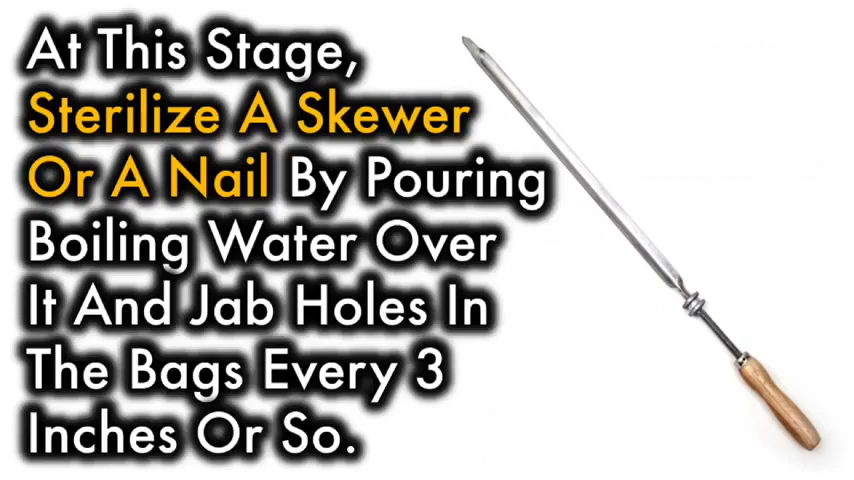 At This Stage,
Sterilize A Skewer
Or A Nail By Pouring
Boiling Water Over
It And Jab Holes In
The Bags Every 3
Inches Or So.